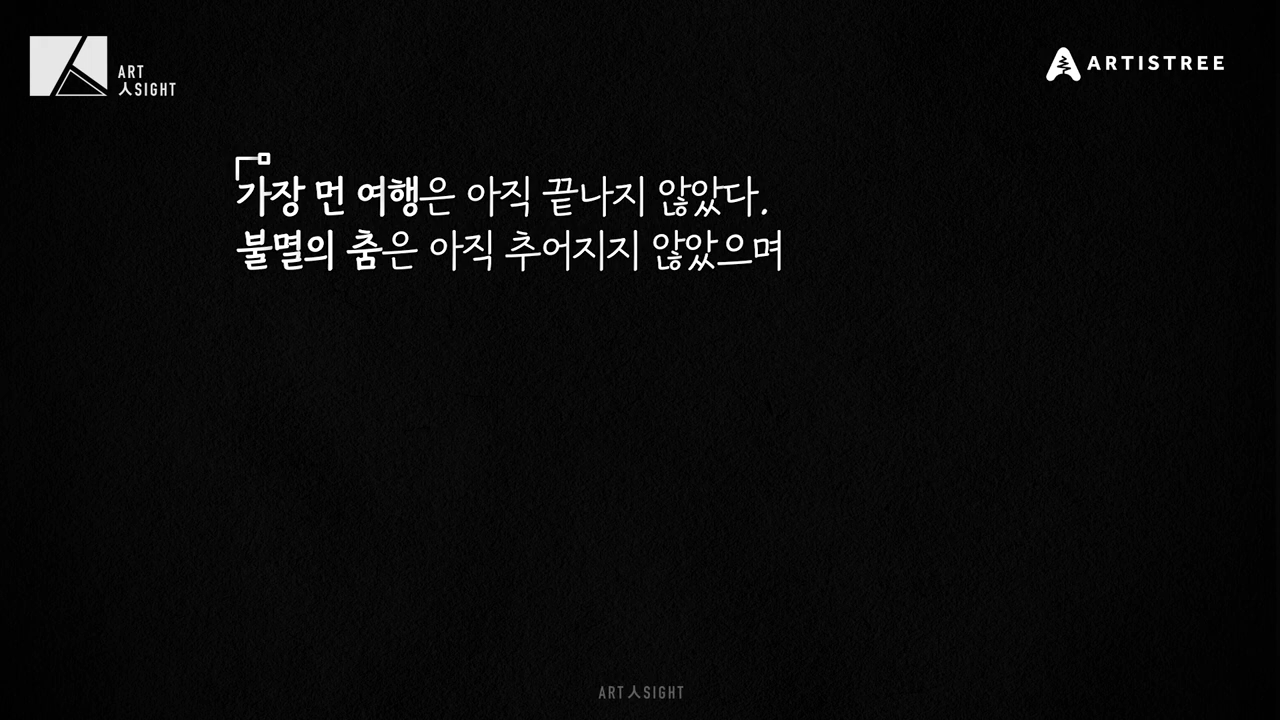 ART
人SIGHT
ARTISTREE
가장 먼 여행은 아직 끝나지 않았다.
불멸의 춤은 아직 추어지지 않았으며
ART人SIGHT